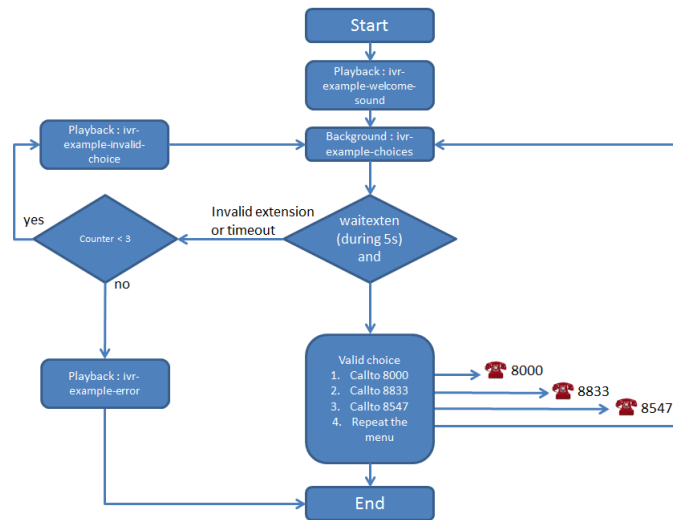 Start
Playback : ivr-
example-welcome-
sound
Playback : ivr-
example-invalid-
choice
Background : ivr-
example-choices
yes
Counter < 3
Invalid extension
or timeout
waitexten
(during 5s)
and
no
Playback : ivr-
example-error
Valid choice
1. Callto 8000
2. Callto 8833
3. Callto 8547
4. Repeat the
menu
8000
8833
8547
End